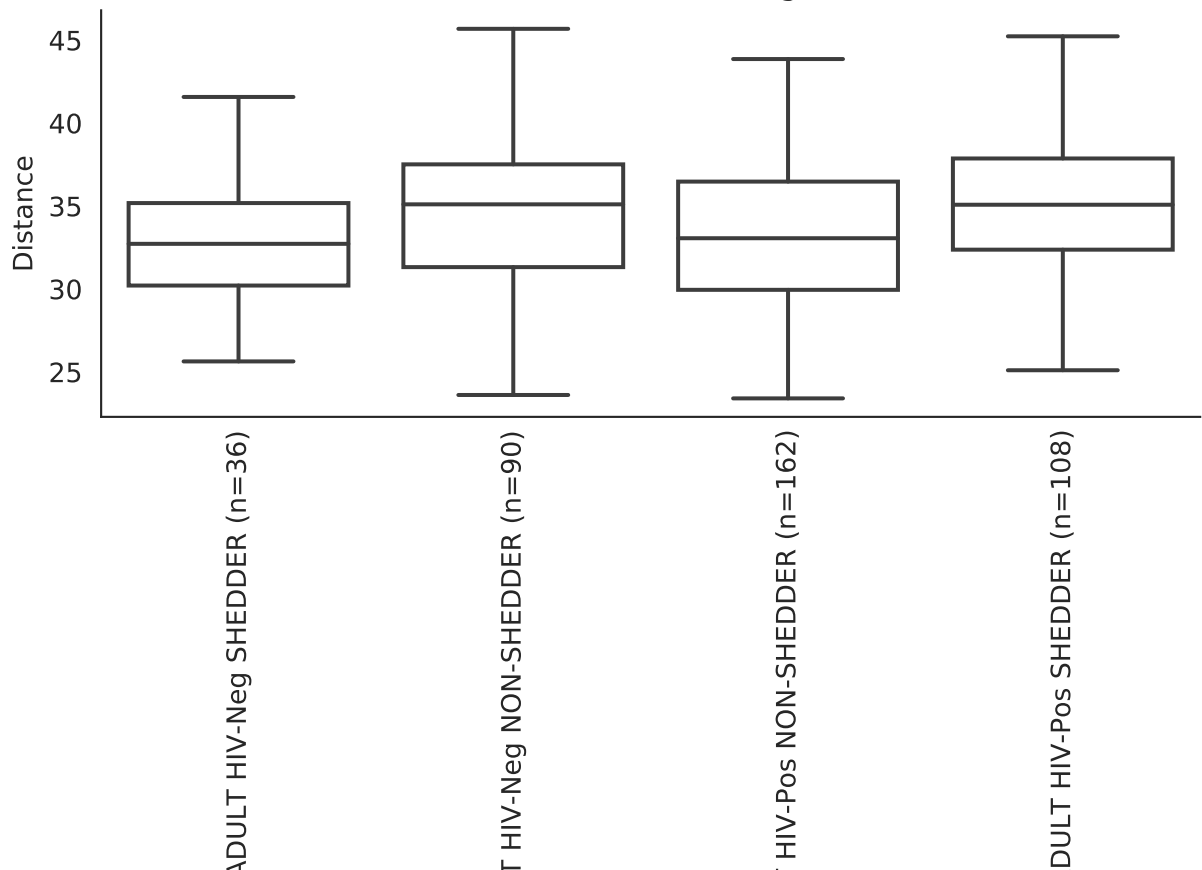 45
40
35
30
25
Distance
ADULT HIV-Neg SHEDDER (n=36)
T HIV-Neg NON-SHEDDER (n=90)
HIV-Pos NON-SHEDDER (n=162)
DULT HIV-Pos SHEDDER (n=108)